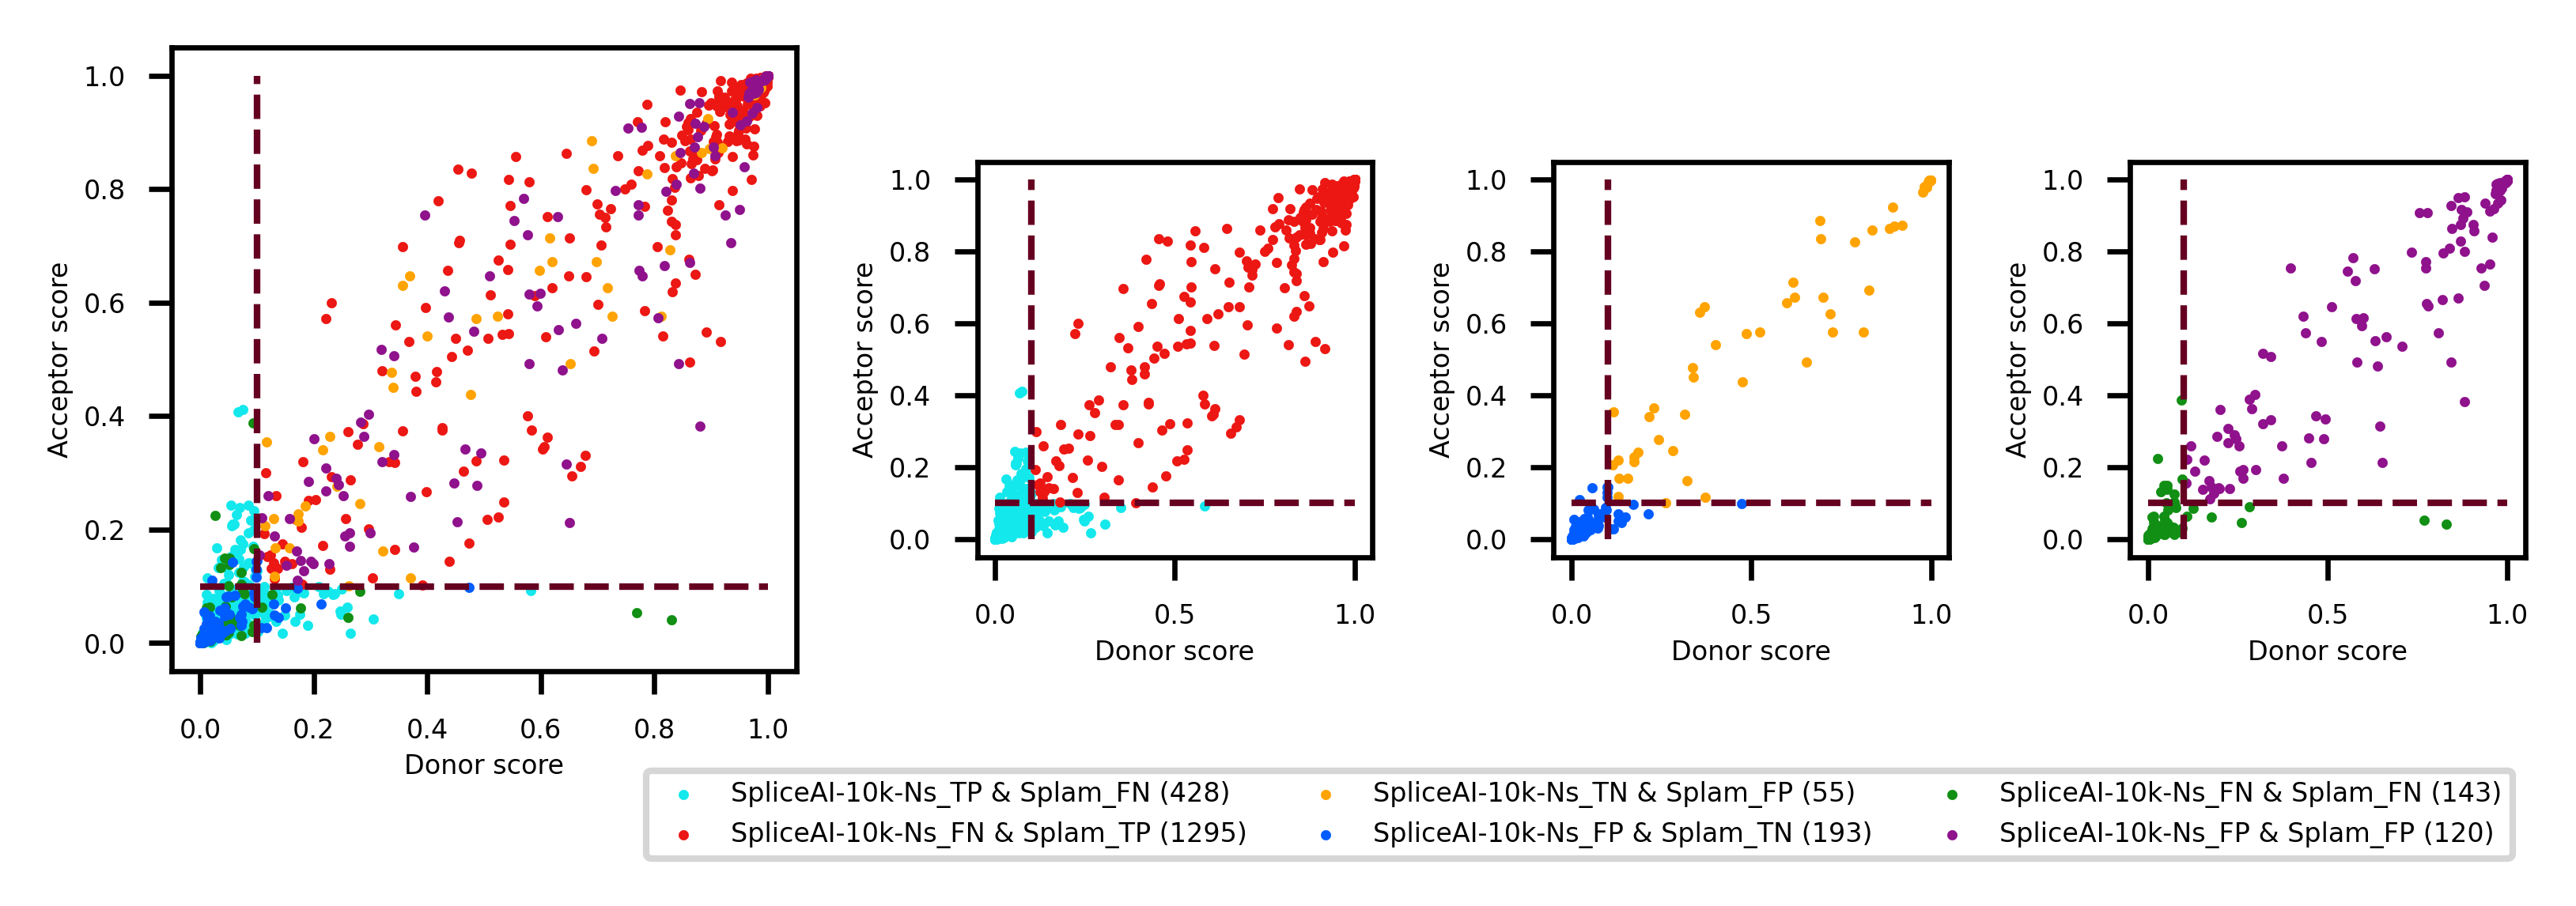 1.0
0.8
0.6
0.4
0.2
0.0
Acceptor score
0.0 0.2 0.4 0.6 0.8 1.0
Donor score
1.0
0.8
0.6
0.4
0.2
0.0
Acceptor score
0.0 0.5 1.0
Donor score
1.0
0.8
0.6
0.4
0.2
0.0
Acceptor score
0.0 0.5 1.0
Donor score
1.0
0.8
0.6
0.4
0.2
0.0
Acceptor score
0.0 0.5 1.0
Donor score
SpliceAI-10k-Ns_TP & Splam_FN (428)
SpliceAI-10k-Ns_FN & Splam_TP (1295)
SpliceAI-10k-Ns_TN & Splam_FP (55)
SpliceAI-10k-Ns_FP & Splam_TN (193)
SpliceAI-10k-Ns_FN & Splam_FN (143)
SpliceAI-10k-Ns_FP & Splam_FP (120)